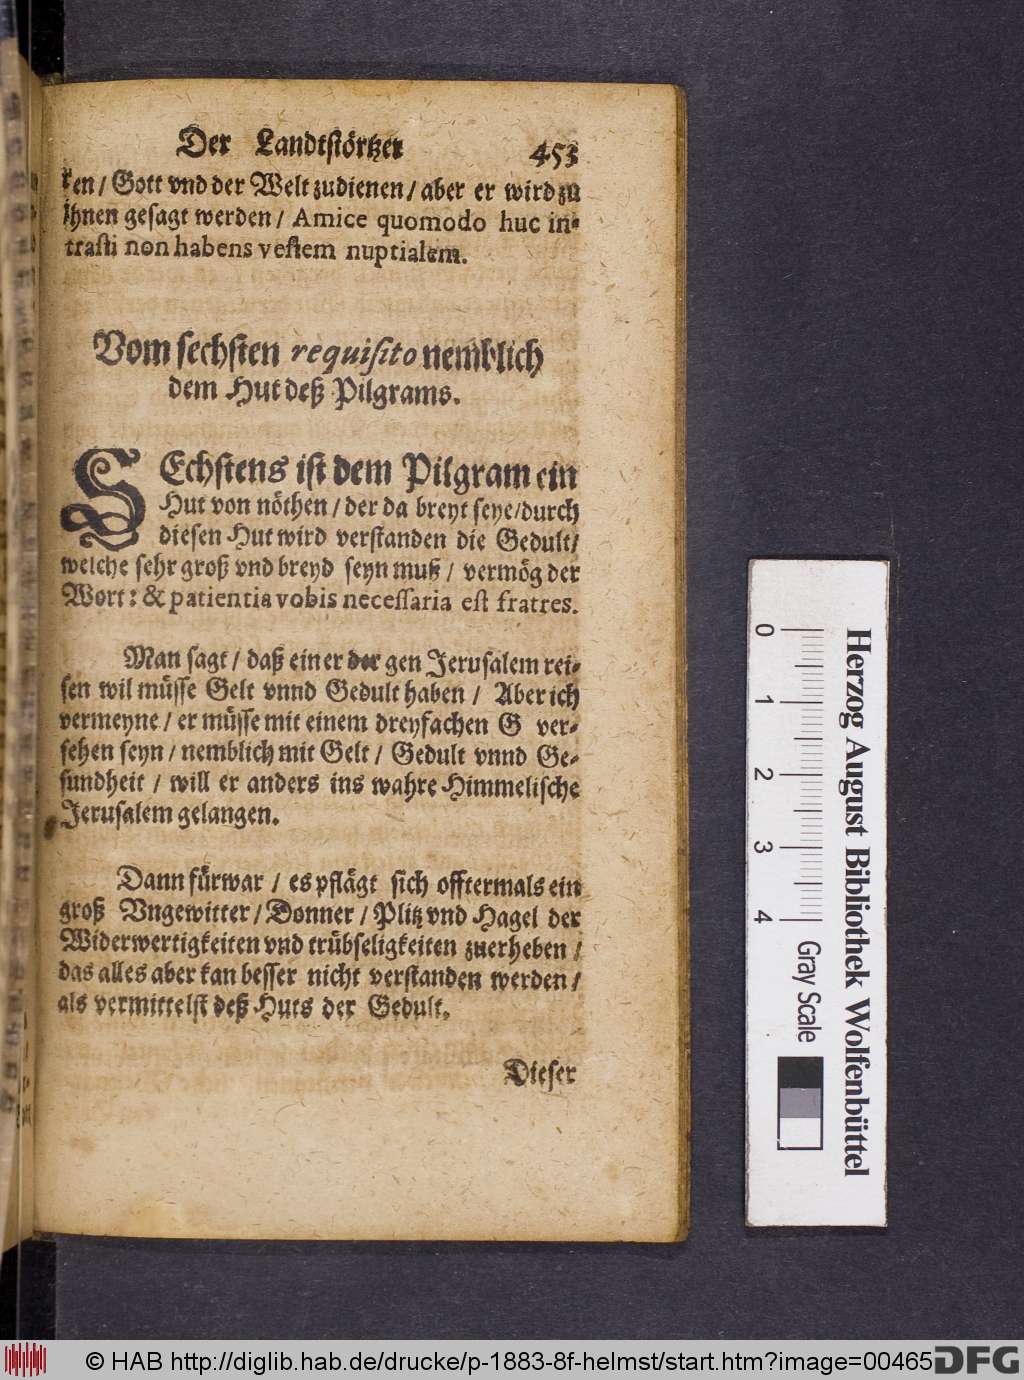 Der Landtstörtzer 453
ken / Gott vnd der Welt zudienen / aber er wird zu
jhnen gesagt werden / Amice quomodo huc in-
trasti non habens vestem nuptialem.
Vom sechsten requisito nemblich
dem Hut deß Pilgrams.
SEchstens ist dem Pilgram ein
Hut von nöthen / der da breyt seye / durch
diesen Hut wird verstanden die Gedult /
welche sehr groß vnd breyd seyn muß / vermög der
Wort: & patientia vobis necessaria est fratres.
Man sagt / daß einer der gen Jerusalem rei-
sen wil müsse Gelt vnnd Gedult haben / Aber ich
vermeyne / er müsse mit einem dreyfachen G ver-
sehen seyn / nemblich mit Gelt / Gedult vnnd Ge-
sundheit / will er anders ins wahre Himmelische
Jerusalem gelangen.
Dann fürwar / es pflägt sich offtermals ein
groß Vngewitter / Donner / Plitz vnd Hagel der
Widerwertigkeiten vnd trübseligkeiten zuerheben /
das alles aber kan besser nicht verstanden werden /
als vermittelst deß Huts der Gedult.
Dieser
0 1 2 3 4 Gray Scale
Herzog August Bibliothek Wolfenbüttel
© HAB http://diglib.hab.de/drucke/p-1883-8f-helmst/start.htm?image=00465
DFG